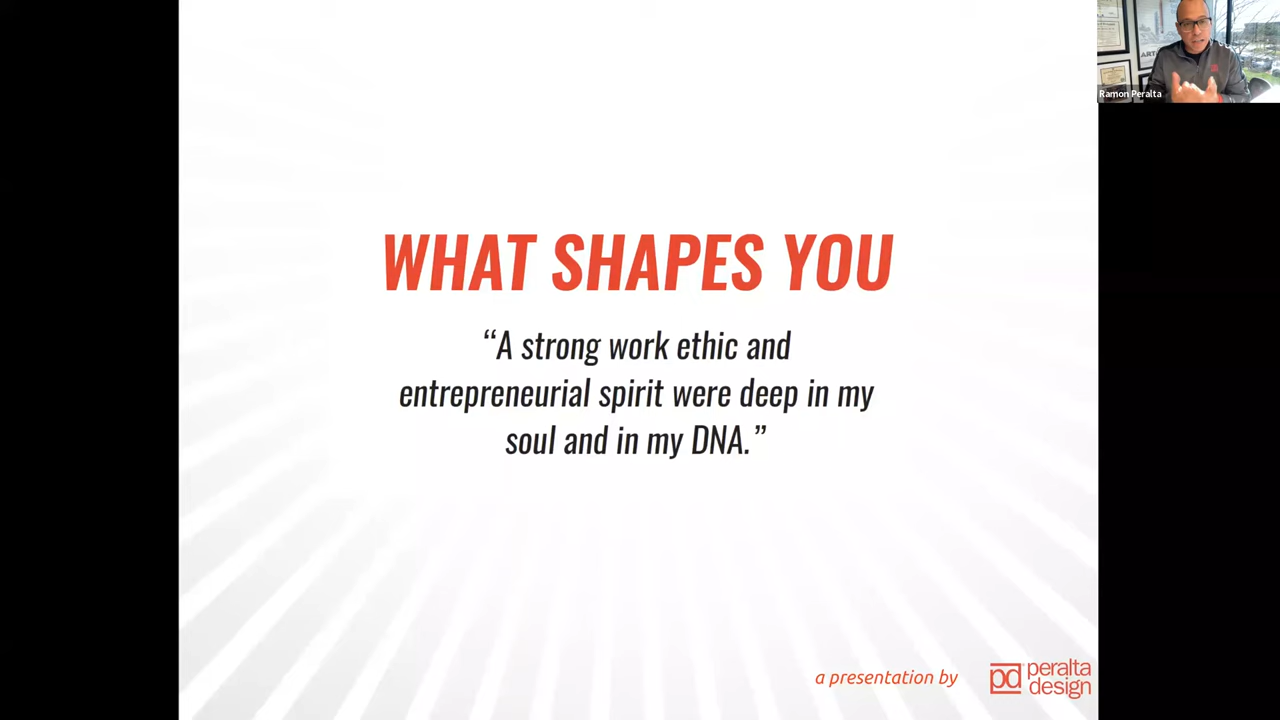 Ramon Peralta
WHAT SHAPES YOU
“A strong work ethic and
entrepreneurial spirit were deep in my
soul and in my DNA.”
a presentation by
pd
peralta
design